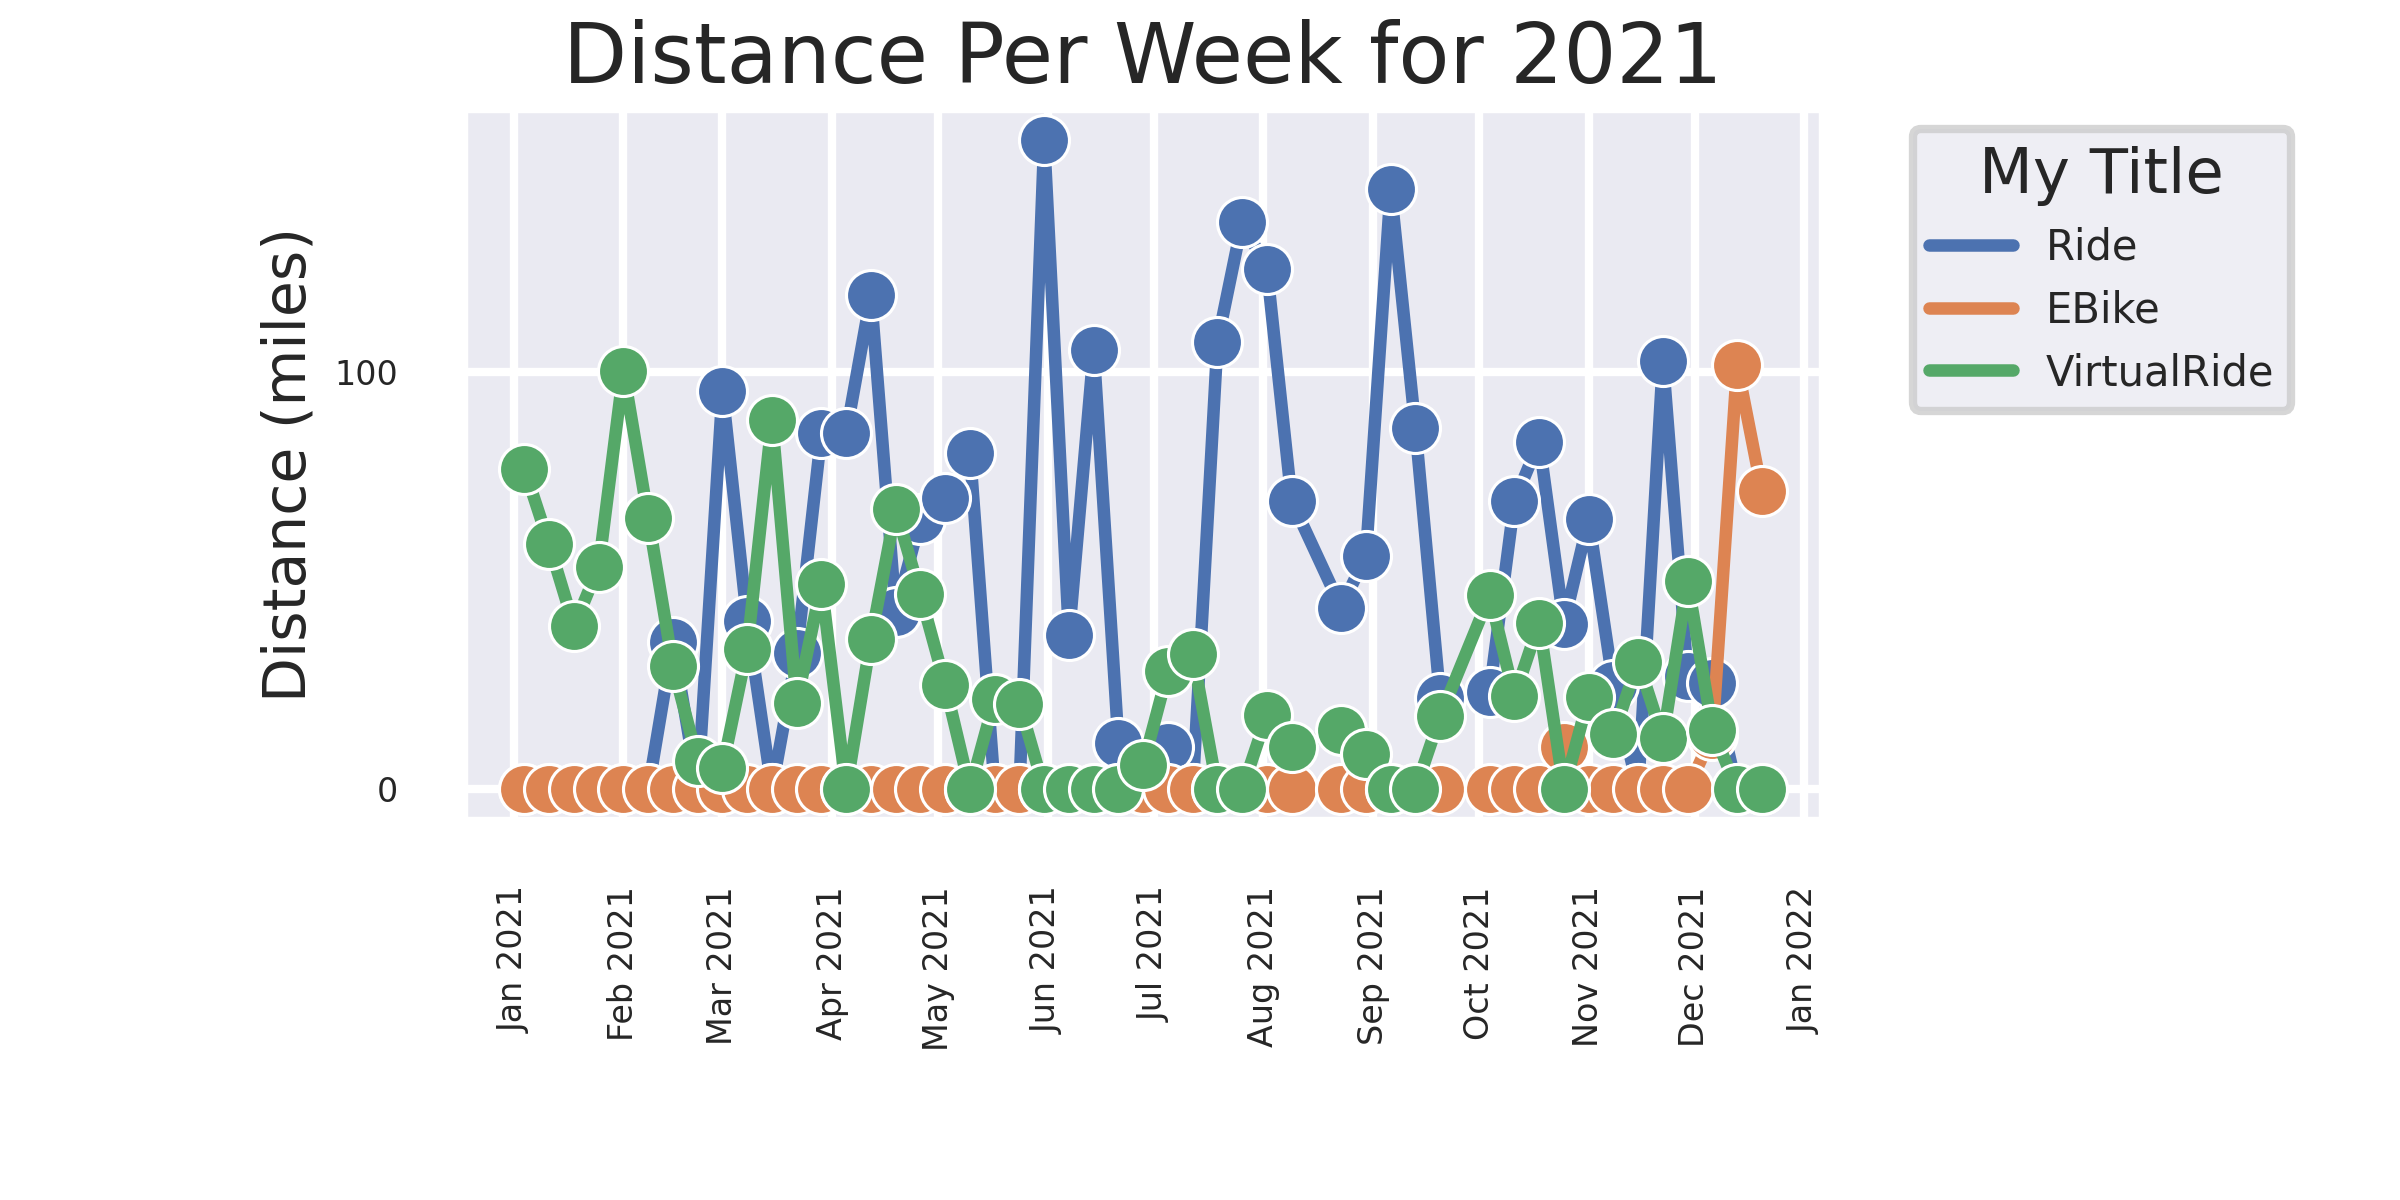 Distance Per Week for 2021
Distance (miles)
100
0
Jan 2021
Feb 2021
Mar 2021
Apr 2021
May 2021
Jun 2021
Jul 2021
Aug 2021
Sep 2021
Oct 2021
Nov 2021
Dec 2021
Jan 2022
My Title
Ride
EBike
VirtualRide